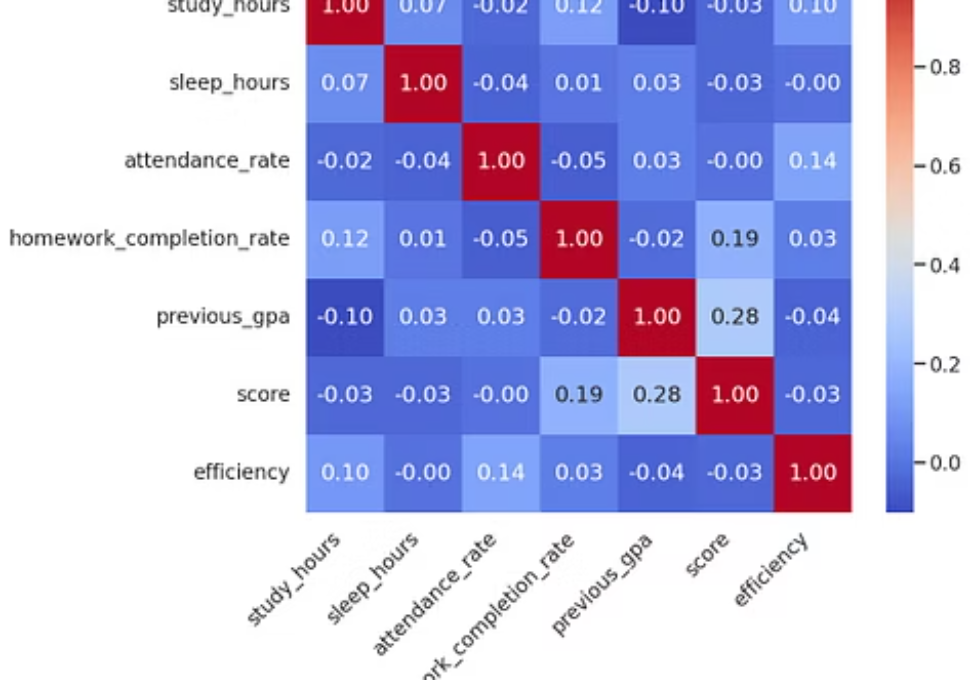 study_hours 1.00 0.07 -0.02 0.12 -0.10 -0.03 0.10
0.8
sleep_hours 0.07 1.00 -0.04 0.01 0.03 -0.03 -0.00
attendance_rate -0.02 -0.04 1.00 -0.05 0.03 -0.00 0.14
0.6
homework_completion_rate 0.12 0.01 -0.05 1.00 -0.02 0.19 0.03
0.4
previous_gpa -0.10 0.03 0.03 -0.02 1.00 0.28 -0.04
0.2
score -0.03 -0.03 -0.00 0.19 0.28 1.00 -0.03
0.0
efficiency 0.10 -0.00 0.14 0.03 -0.04 -0.03 1.00
study_hours
sleep_hours
attendance_rate
ork_completion_rate
previous_gpa
score
efficiency